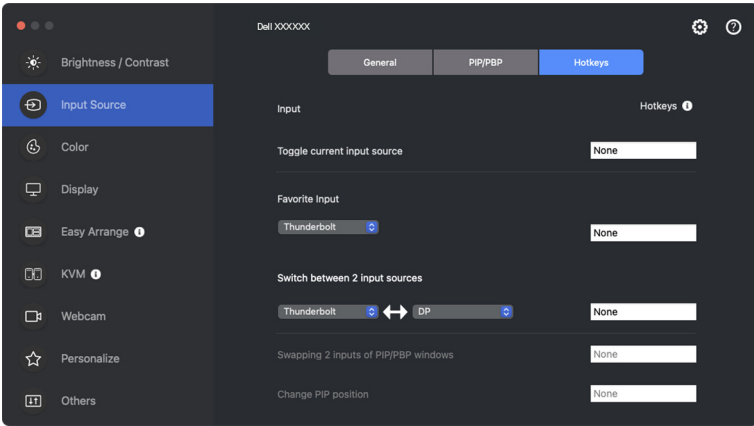 Dell XXXXXX
Brightness / Contrast
Input Source
Color
Display
Easy Arrange
KVM
Webcam
Personalize
Others
General PIP/PBP Hotkeys
Input Hotkeys
Toggle current input source None
Favorite Input
Thunderbolt None
Switch between 2 input sources
Thunderbolt DP None
Swapping 2 inputs of PIP/PBP windows None
Change PIP position None